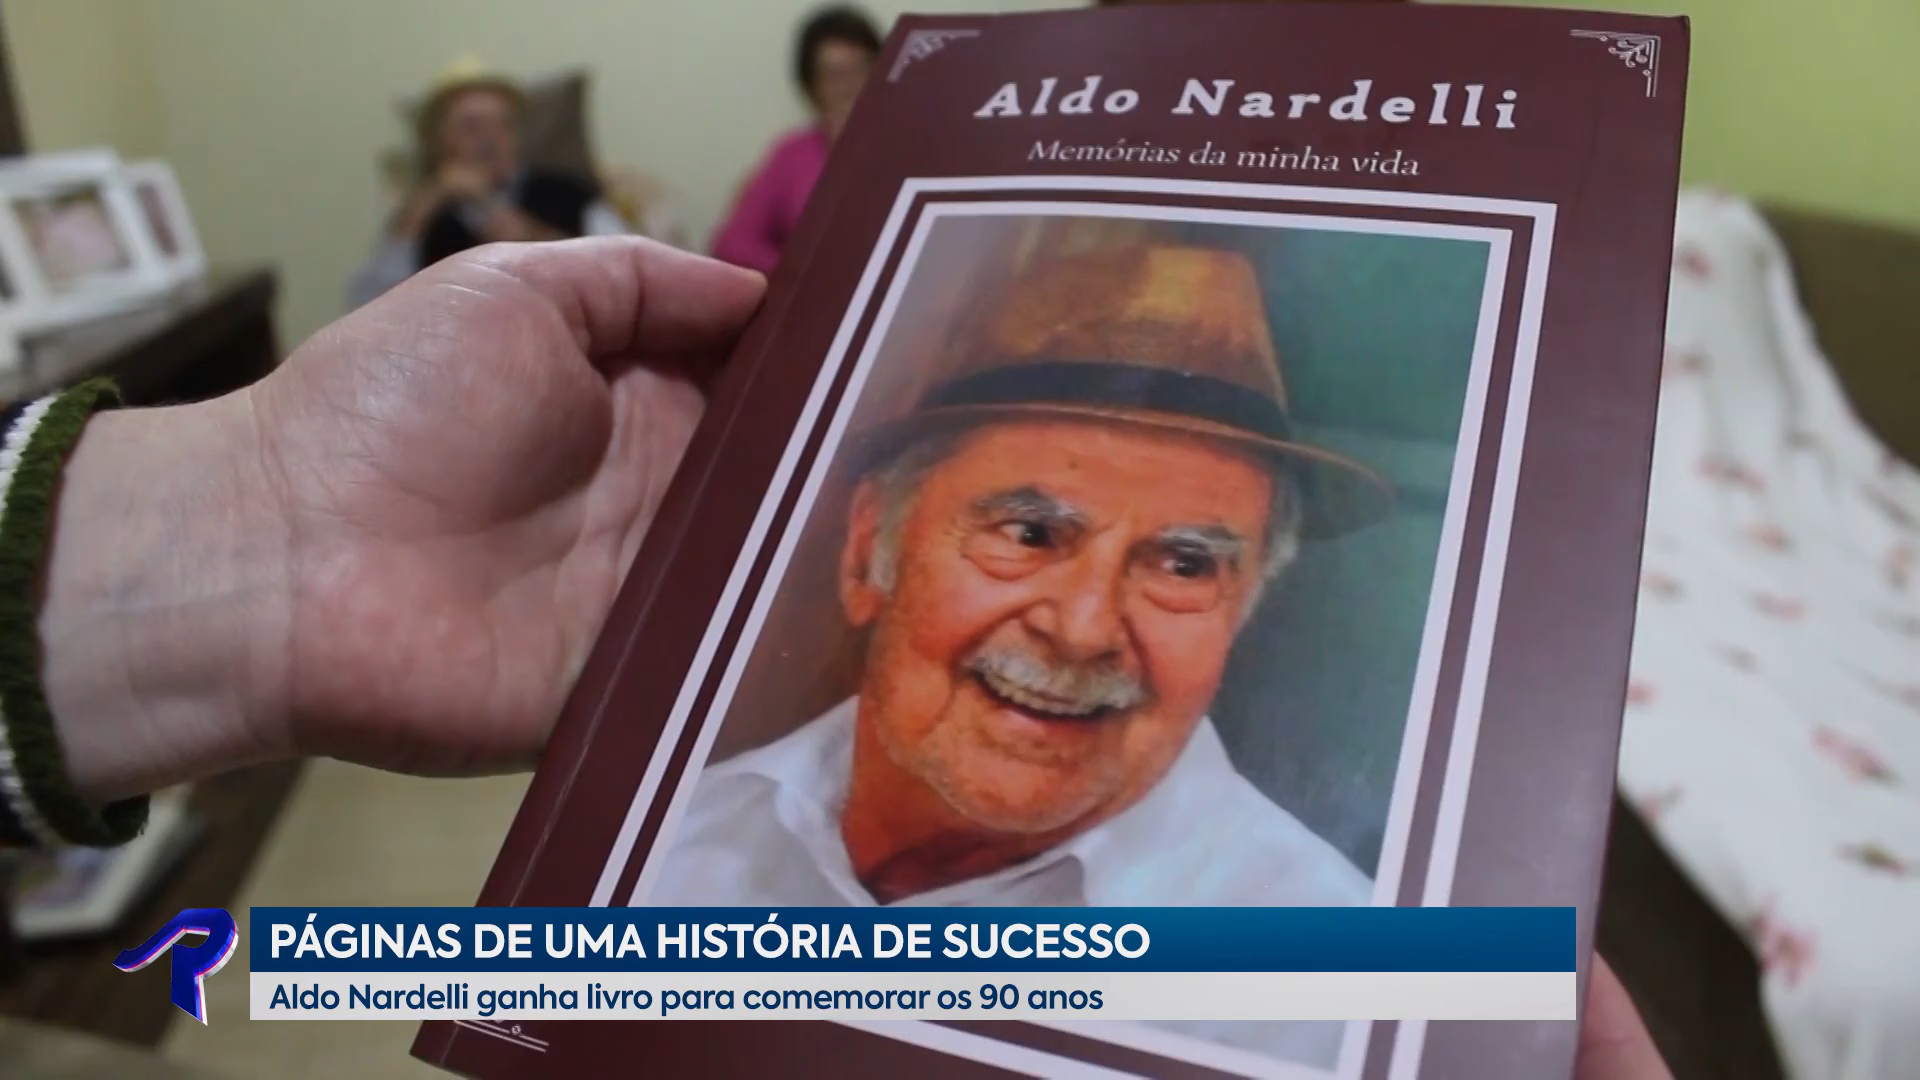 Aldo Nardelli
Memórias da minha vida
PÁGINAS DE UMA HISTÓRIA DE SUCESSO
Aldo Nardelli ganha livro para comemorar os 90 anos